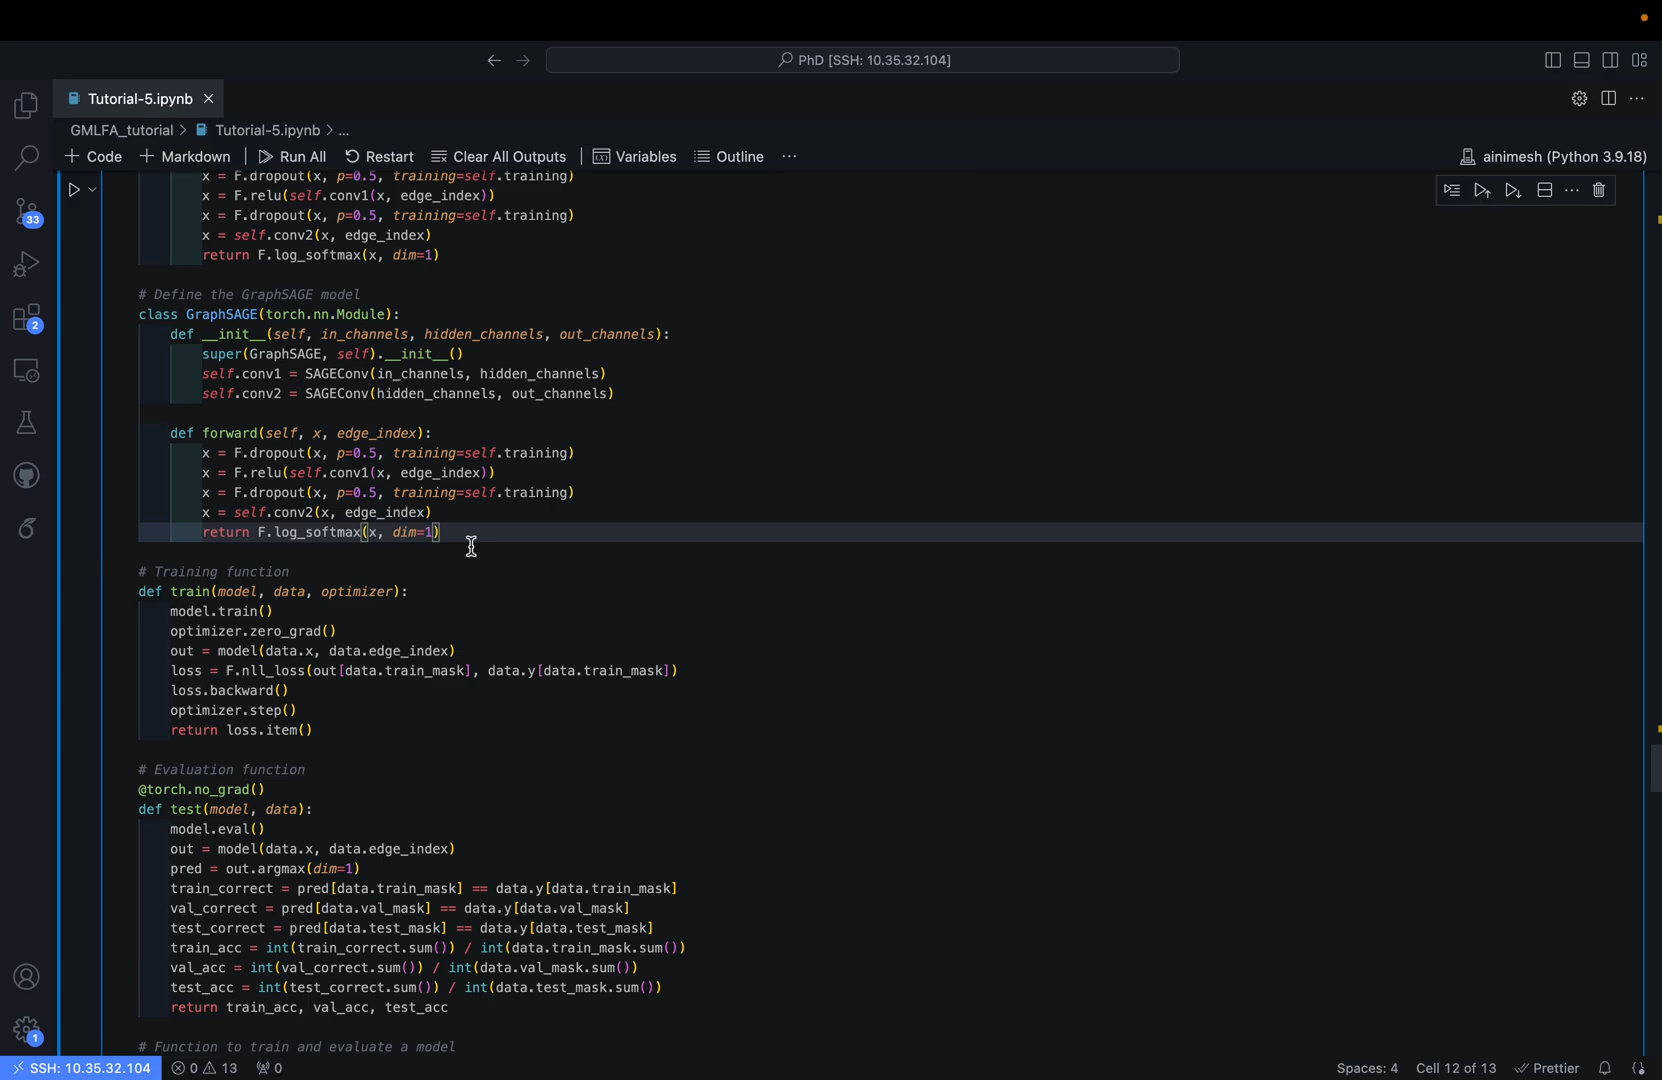 PhD [SSH: 10.35.32.104]
Tutorial-5.ipynb
GMLFA_tutorial > Tutorial-5.ipynb > ...
+ Code + Markdown Run All Restart Clear All Outputs Variables Outline ... ainimesh (Python 3.9.18)
x = F.dropout(x, p=0.5, training=self.training)
x = F.relu(self.conv1(x, edge_index))
x = F.dropout(x, p=0.5, training=self.training)
x = self.conv2(x, edge_index)
return F.log_softmax(x, dim=1)
# Define the GraphSAGE model
class GraphSAGE(torch.nn.Module):
def __init__(self, in_channels, hidden_channels, out_channels):
super(GraphSAGE, self).__init__()
self.conv1 = SAGEConv(in_channels, hidden_channels)
self.conv2 = SAGEConv(hidden_channels, out_channels)
def forward(self, x, edge_index):
x = F.dropout(x, p=0.5, training=self.training)
x = F.relu(self.conv1(x, edge_index))
x = F.dropout(x, p=0.5, training=self.training)
x = self.conv2(x, edge_index)
return F.log_softmax(x, dim=1)
# Training function
def train(model, data, optimizer):
model.train()
optimizer.zero_grad()
out = model(data.x, data.edge_index)
loss = F.nll_loss(out[data.train_mask], data.y[data.train_mask])
loss.backward()
optimizer.step()
return loss.item()
# Evaluation function
@torch.no_grad()
def test(model, data):
model.eval()
out = model(data.x, data.edge_index)
pred = out.argmax(dim=1)
train_correct = pred[data.train_mask] == data.y[data.train_mask]
val_correct = pred[data.val_mask] == data.y[data.val_mask]
test_correct = pred[data.test_mask] == data.y[data.test_mask]
train_acc = int(train_correct.sum()) / int(data.train_mask.sum())
val_acc = int(val_correct.sum()) / int(data.val_mask.sum())
test_acc = int(test_correct.sum()) / int(data.test_mask.sum())
return train_acc, val_acc, test_acc
# Function to train and evaluate a model
33
2
1
SSH: 10.35.32.104 0 13 0 Spaces: 4 Cell 12 of 13 Prettier